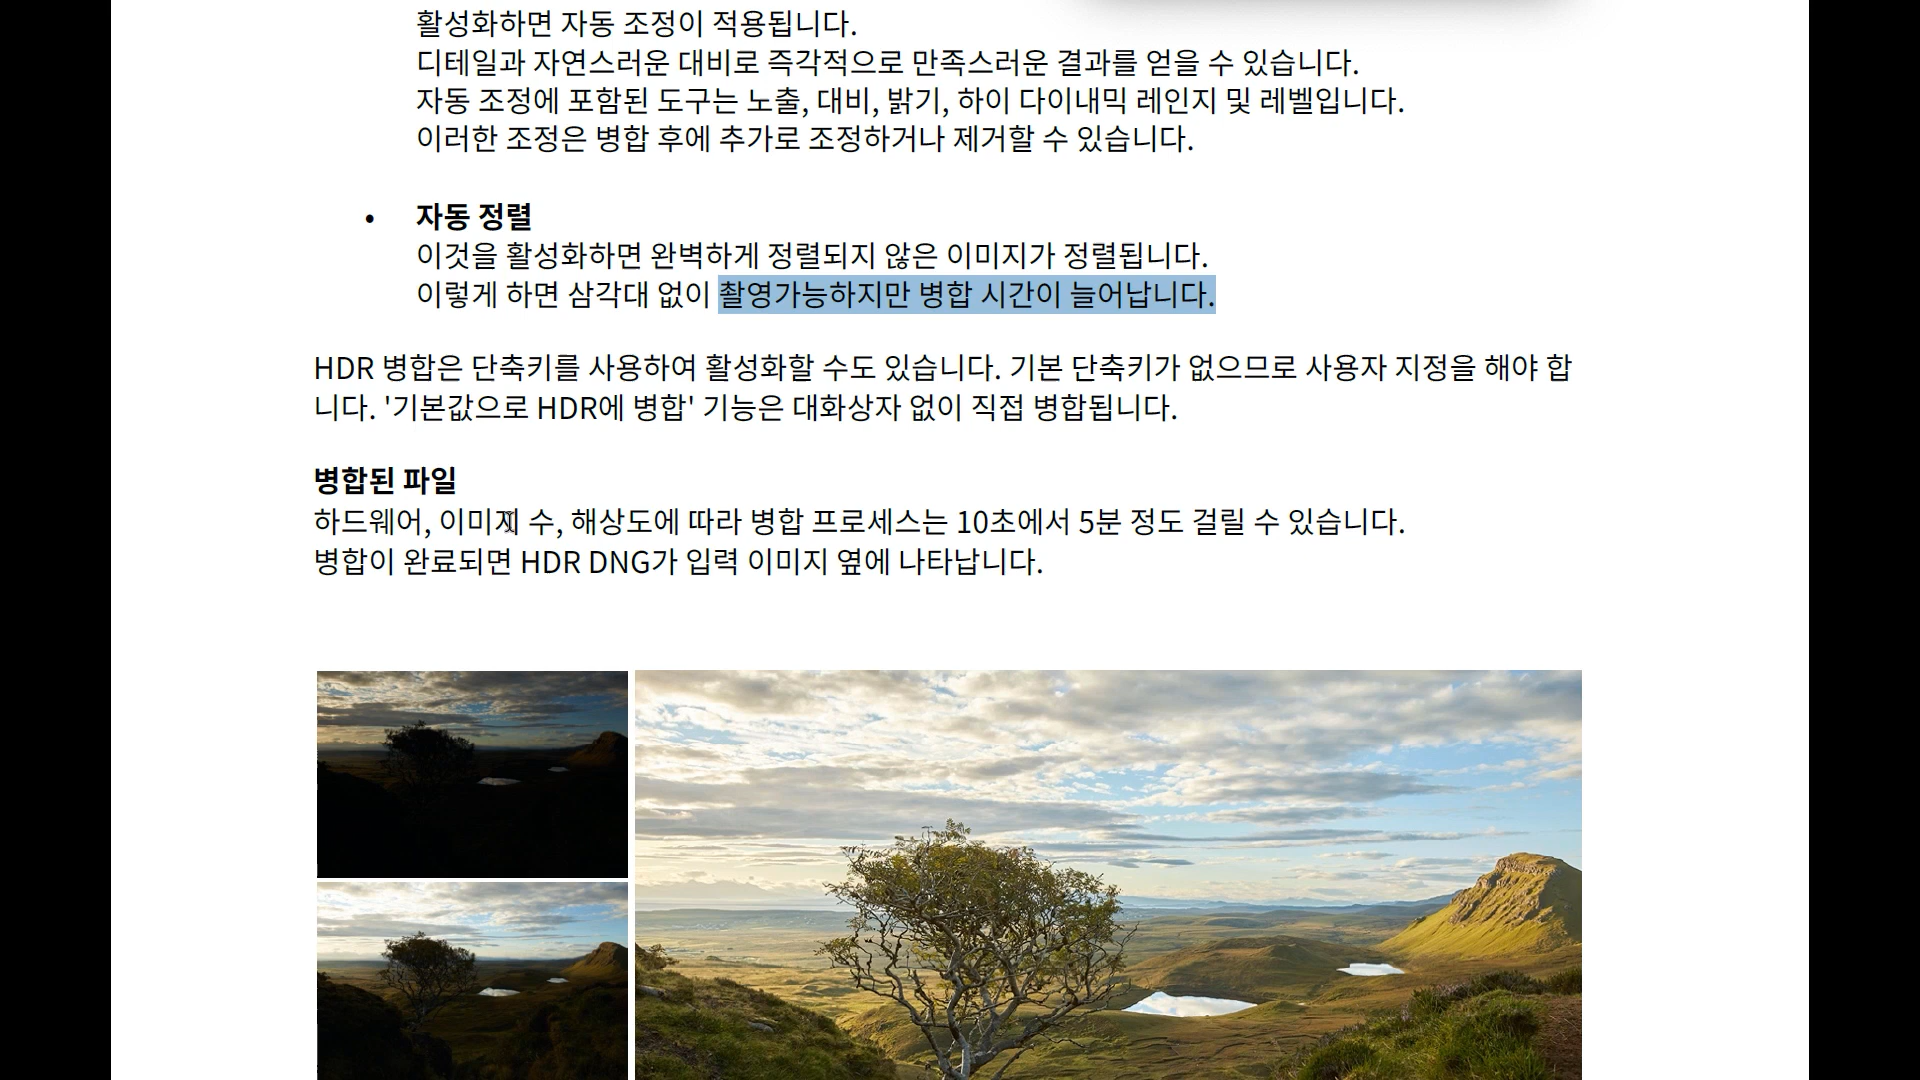 활성화하면 자동 조정이 적용됩니다.
디테일과 자연스러운 대비로 즉각적으로 만족스러운 결과를 얻을 수 있습니다.
자동 조정에 포함된 도구는 노출, 대비, 밝기, 하이 다이내믹 레인지 및 레벨입니다.
이러한 조정은 병합 후에 추가로 조정하거나 제거할 수 있습니다.
• 자동 정렬
이것을 활성화하면 완벽하게 정렬되지 않은 이미지가 정렬됩니다.
이렇게 하면 삼각대 없이 촬영가능하지만 병합 시간이 늘어납니다.
HDR 병합은 단축키를 사용하여 활성화할 수도 있습니다. 기본 단축키가 없으므로 사용자 지정을 해야 합
니다. '기본값으로 HDR에 병합' 기능은 대화상자 없이 직접 병합됩니다.
병합된 파일
하드웨어, 이미지 수, 해상도에 따라 병합 프로세스는 10초에서 5분 정도 걸릴 수 있습니다.
병합이 완료되면 HDR DNG가 입력 이미지 옆에 나타납니다.